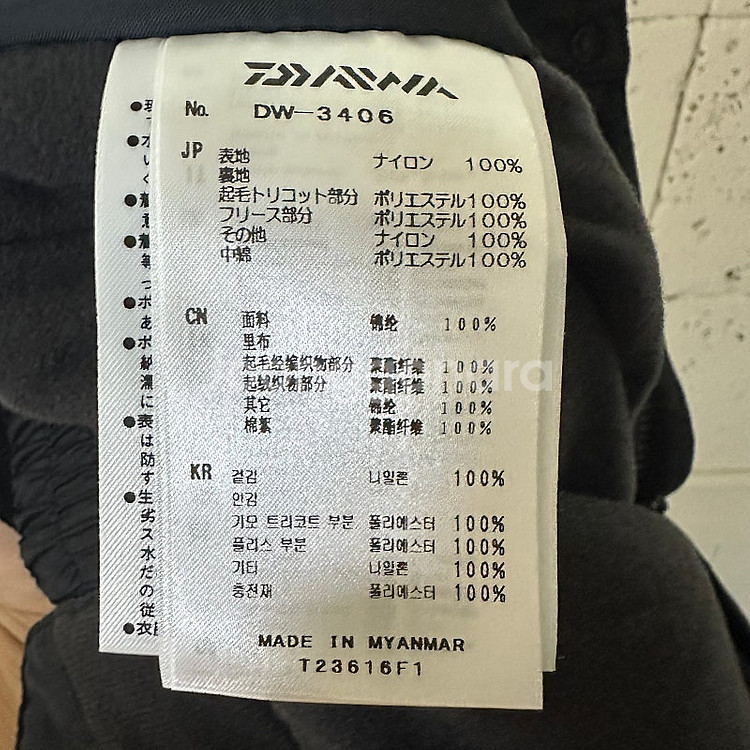 DAIWA
No. DW-3406
JP 表地 ナイロン 100%
裏地
起毛トリコット部分 ポリエステル100%
フリース部分 ポリエステル100%
その他 ナイロン 100%
中綿 ポリエステル100%
CN 面料 锦纶 100%
里布
起毛经编织物部分 聚酯纤维 100%
起绒织物部分 聚酯纤维 100%
其它 锦纶 100%
棉絮 聚酯纤维 100%
KR 겉감 나일론 100%
안감
기모 트리코트 부분 폴리에스터 100%
플리스 부분 폴리에스터 100%
기타 나일론 100%
충전재 폴리에스터 100%
MADE IN MYANMAR
T23616F1